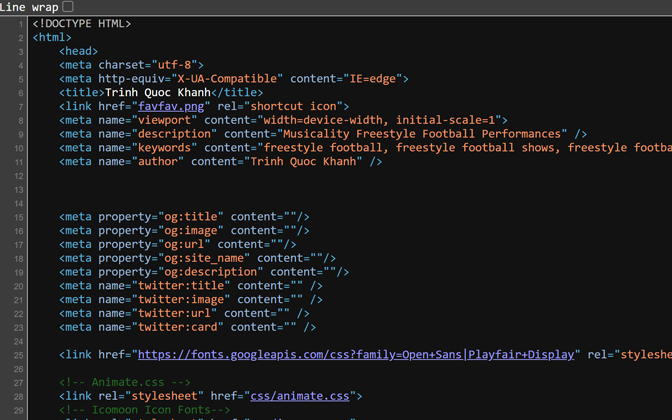 Line wrap
1 <!DOCTYPE HTML>
2 <html>
3 <head>
4 <meta charset="utf-8">
5 <meta http-equiv="X-UA-Compatible" content="IE=edge">
6 <title>Trinh Quoc Khanh</title>
7 <link href="favfav.png" rel="shortcut icon">
8 <meta name="viewport" content="width=device-width, initial-scale=1">
9 <meta name="description" content="Musicality Freestyle Football Performances" />
10 <meta name="keywords" content="freestyle football, freestyle football shows, freestyle footba
11 <meta name="author" content="Trinh Quoc Khanh" />
12
13
14
15 <meta property="og:title" content=""/>
16 <meta property="og:image" content=""/>
17 <meta property="og:url" content=""/>
18 <meta property="og:site_name" content=""/>
19 <meta property="og:description" content=""/>
20 <meta name="twitter:title" content="" />
21 <meta name="twitter:image" content="" />
22 <meta name="twitter:url" content="" />
23 <meta name="twitter:card" content="" />
24
25 <link href="https://fonts.googleapis.com/css?family=Open+Sans|Playfair+Display" rel="styleshe
26
27 <!-- Animate.css -->
28 <link rel="stylesheet" href="css/animate.css">
29 <!-- Icomoon Icon Fonts-->